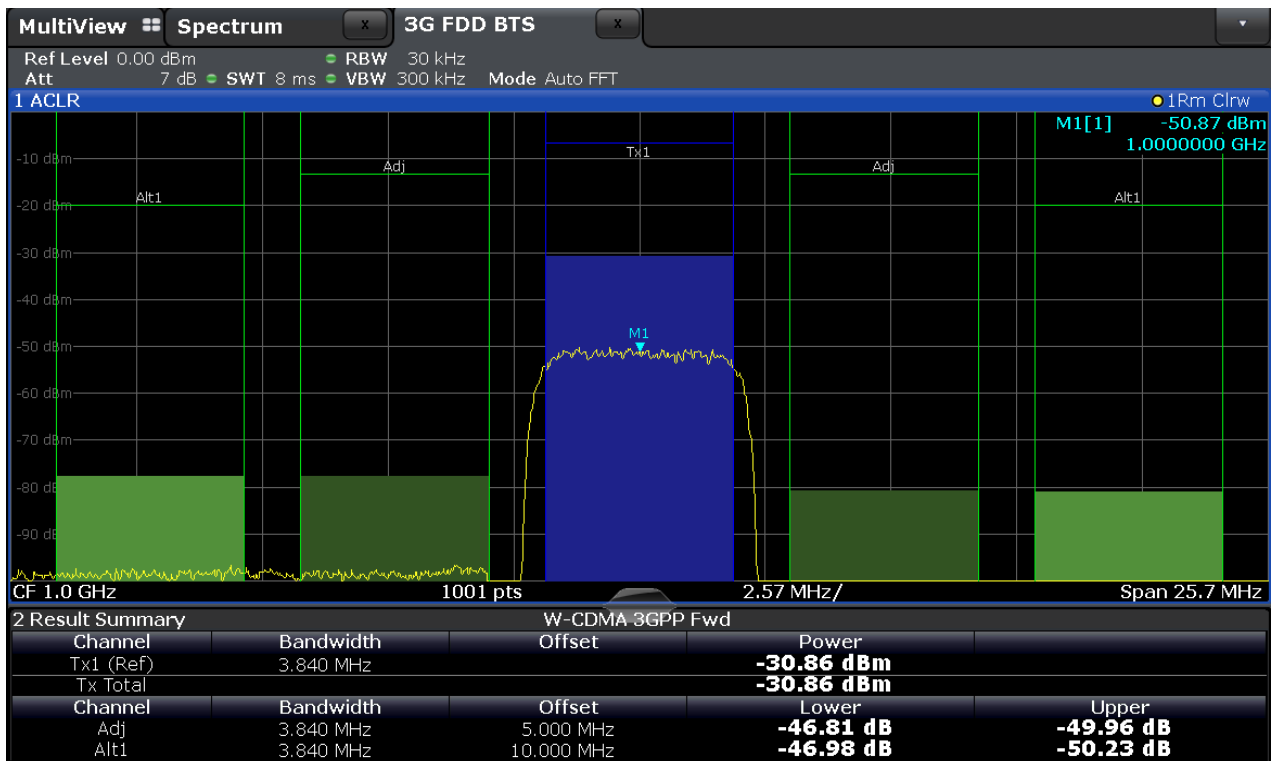 MultiView Spectrum x 3G FDD BTS x
Ref Level 0.00 dBm RBW 30 kHz
Att 7 dB SWT 8 ms VBW 300 kHz Mode Auto FFT
1 ACLR 1Rm Clrw
M1[1] -50.87 dBm
1.0000000 GHz
Tx1
-10 dBm
Adj Adj
Alt1 Alt1
-20 dBm
-30 dBm
-40 dBm
M1
-50 dBm
-60 dBm
-70 dBm
-80 dB
-90 dB
CF 1.0 GHz 1001 pts 2.57 MHz/ Span 25.7 MHz
2 Result Summary W-CDMA 3GPP Fwd
Channel Bandwidth Offset Power
Tx1 (Ref) 3.840 MHz -30.86 dBm
Tx Total -30.86 dBm
Channel Bandwidth Offset Lower Upper
Adj 3.840 MHz 5.000 MHz -46.81 dB -49.96 dB
Alt1 3.840 MHz 10.000 MHz -46.98 dB -50.23 dB